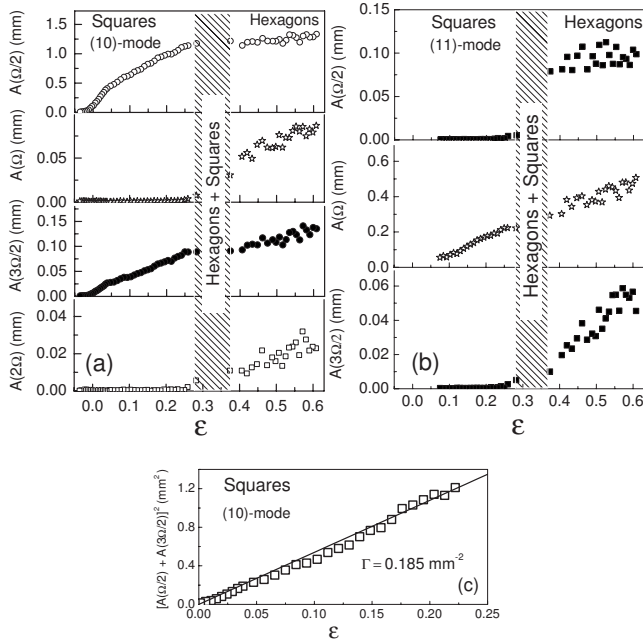 Squares
(10)-mode
Hexagons
A(Ω/2) (mm)
1.5
1.0
0.5
0.0
A(Ω) (mm)
0.05
0.00
A(3Ω/2) (mm)
0.15
0.10
0.05
0.00
A(2Ω) (mm)
0.04
0.02
0.00
Hexagons + Squares
(a)
0.0 0.1 0.2 0.3 0.4 0.5 0.6
ε
Squares
(11)-mode
Hexagons
A(Ω/2) (mm)
0.10
0.05
0.00
A(Ω) (mm)
0.6
0.4
0.2
0.0
A(3Ω/2) (mm)
0.06
0.04
0.02
0.00
Hexagons + Squares
(b)
0.0 0.1 0.2 0.3 0.4 0.5 0.6
ε
[A(Ω/2) + A(3Ω/2)]² (mm²)
1.2
0.8
0.4
0.0
Squares
(10)-mode
Γ = 0.185 mm⁻²
(c)
0.00 0.05 0.10 0.15 0.20 0.25
ε